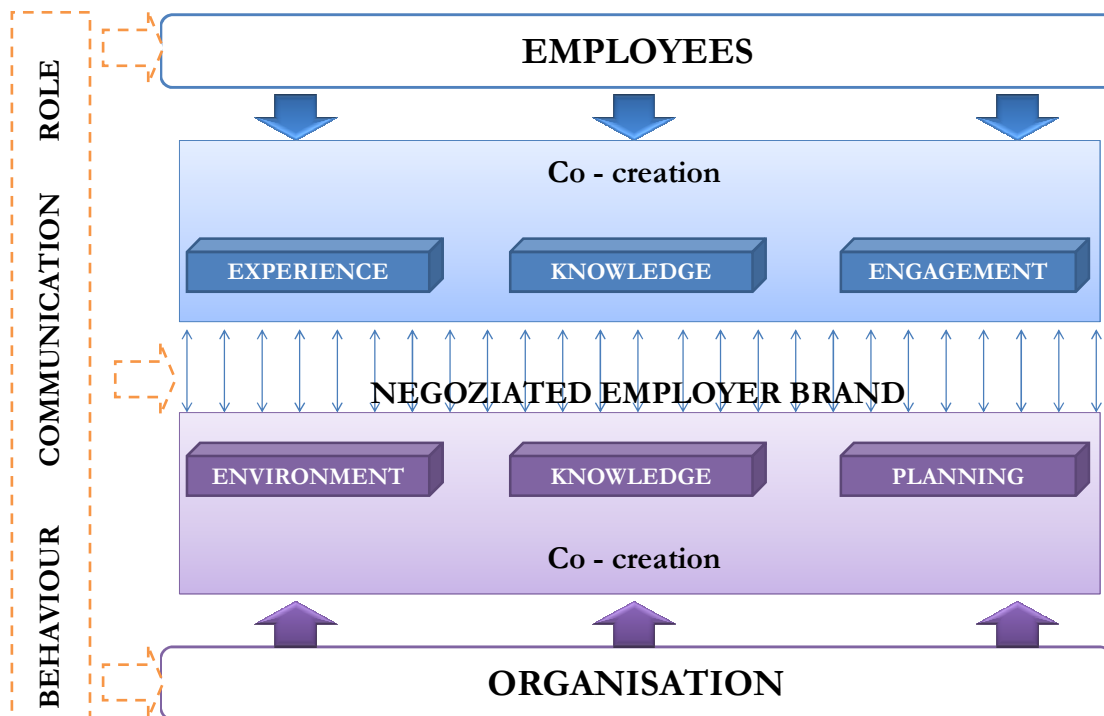 EMPLOYEES
Co - creation
EXPERIENCE
KNOWLEDGE
ENGAGEMENT
NEGOZIATED EMPLOYER BRAND
ENVIRONMENT
KNOWLEDGE
PLANNING
Co - creation
ORGANISATION
BEHAVIOUR COMMUNICATION ROLE